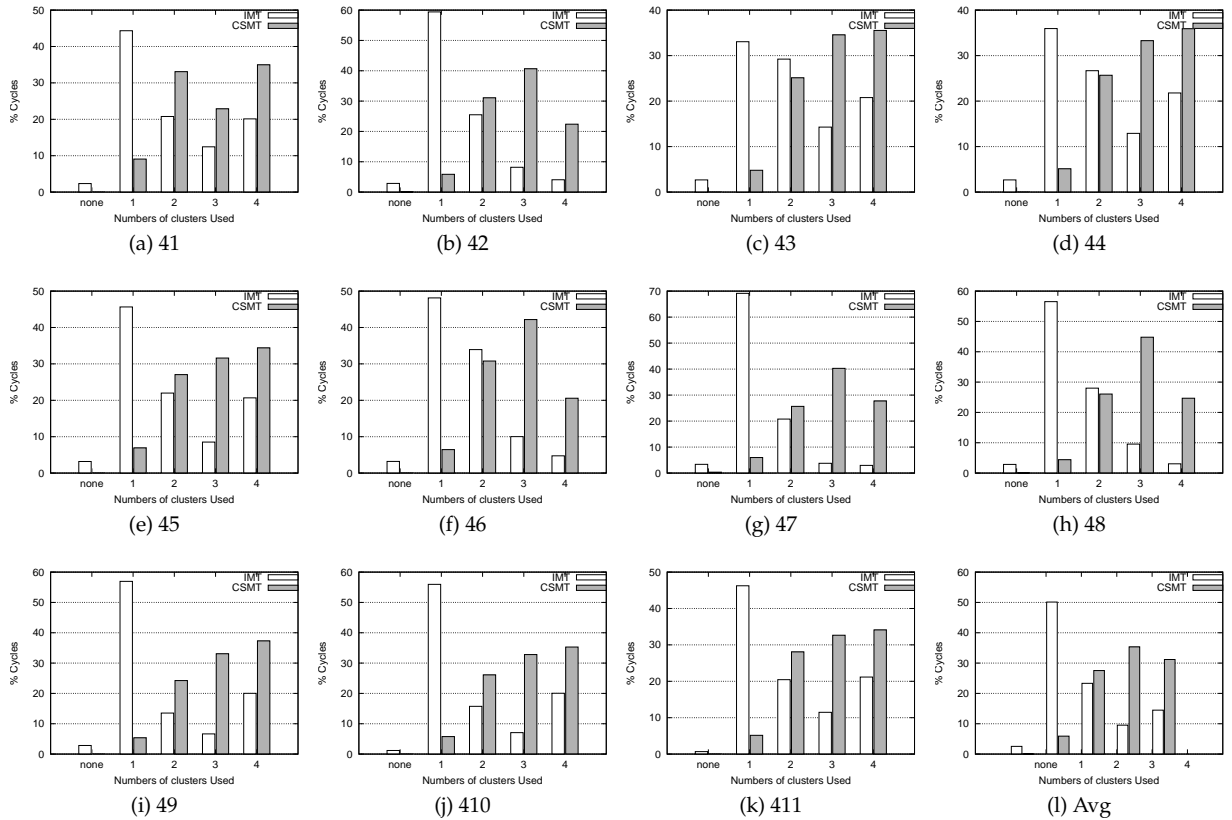 50
40
30
20
10
0
% Cycles
IMT
CSMT
none 1 2 3 4
Numbers of clusters Used
(a) 41
60
50
40
30
20
10
0
% Cycles
IMT
CSMT
none 1 2 3 4
Numbers of clusters Used
(b) 42
40
30
20
10
0
% Cycles
IMT
CSMT
none 1 2 3 4
Numbers of clusters Used
(c) 43
40
30
20
10
0
% Cycles
IMT
CSMT
none 1 2 3 4
Numbers of clusters Used
(d) 44
50
40
30
20
10
0
% Cycles
IMT
CSMT
none 1 2 3 4
Numbers of clusters Used
(e) 45
50
40
30
20
10
0
% Cycles
IMT
CSMT
none 1 2 3 4
Numbers of clusters Used
(f) 46
70
60
50
40
30
20
10
0
% Cycles
IMT
CSMT
none 1 2 3 4
Numbers of clusters Used
(g) 47
60
50
40
30
20
10
0
% Cycles
IMT
CSMT
none 1 2 3 4
Numbers of clusters Used
(h) 48
60
50
40
30
20
10
0
% Cycles
IMT
CSMT
none 1 2 3 4
Numbers of clusters Used
(i) 49
60
50
40
30
20
10
0
% Cycles
IMT
CSMT
none 1 2 3 4
Numbers of clusters Used
(j) 410
50
40
30
20
10
0
% Cycles
IMT
CSMT
none 1 2 3 4
Numbers of clusters Used
(k) 411
60
50
40
30
20
10
0
% Cycles
IMT
CSMT
none 1 2 3 4
Numbers of clusters Used
(l) Avg